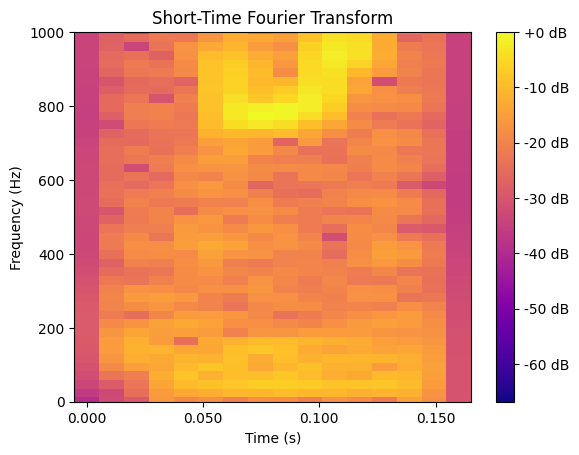 Short-Time Fourier Transform
1000
800
600
400
200
0
Frequency (Hz)
0.000
0.050
0.100
0.150
Time (s)
+0 dB
-10 dB
-20 dB
-30 dB
-40 dB
-50 dB
-60 dB